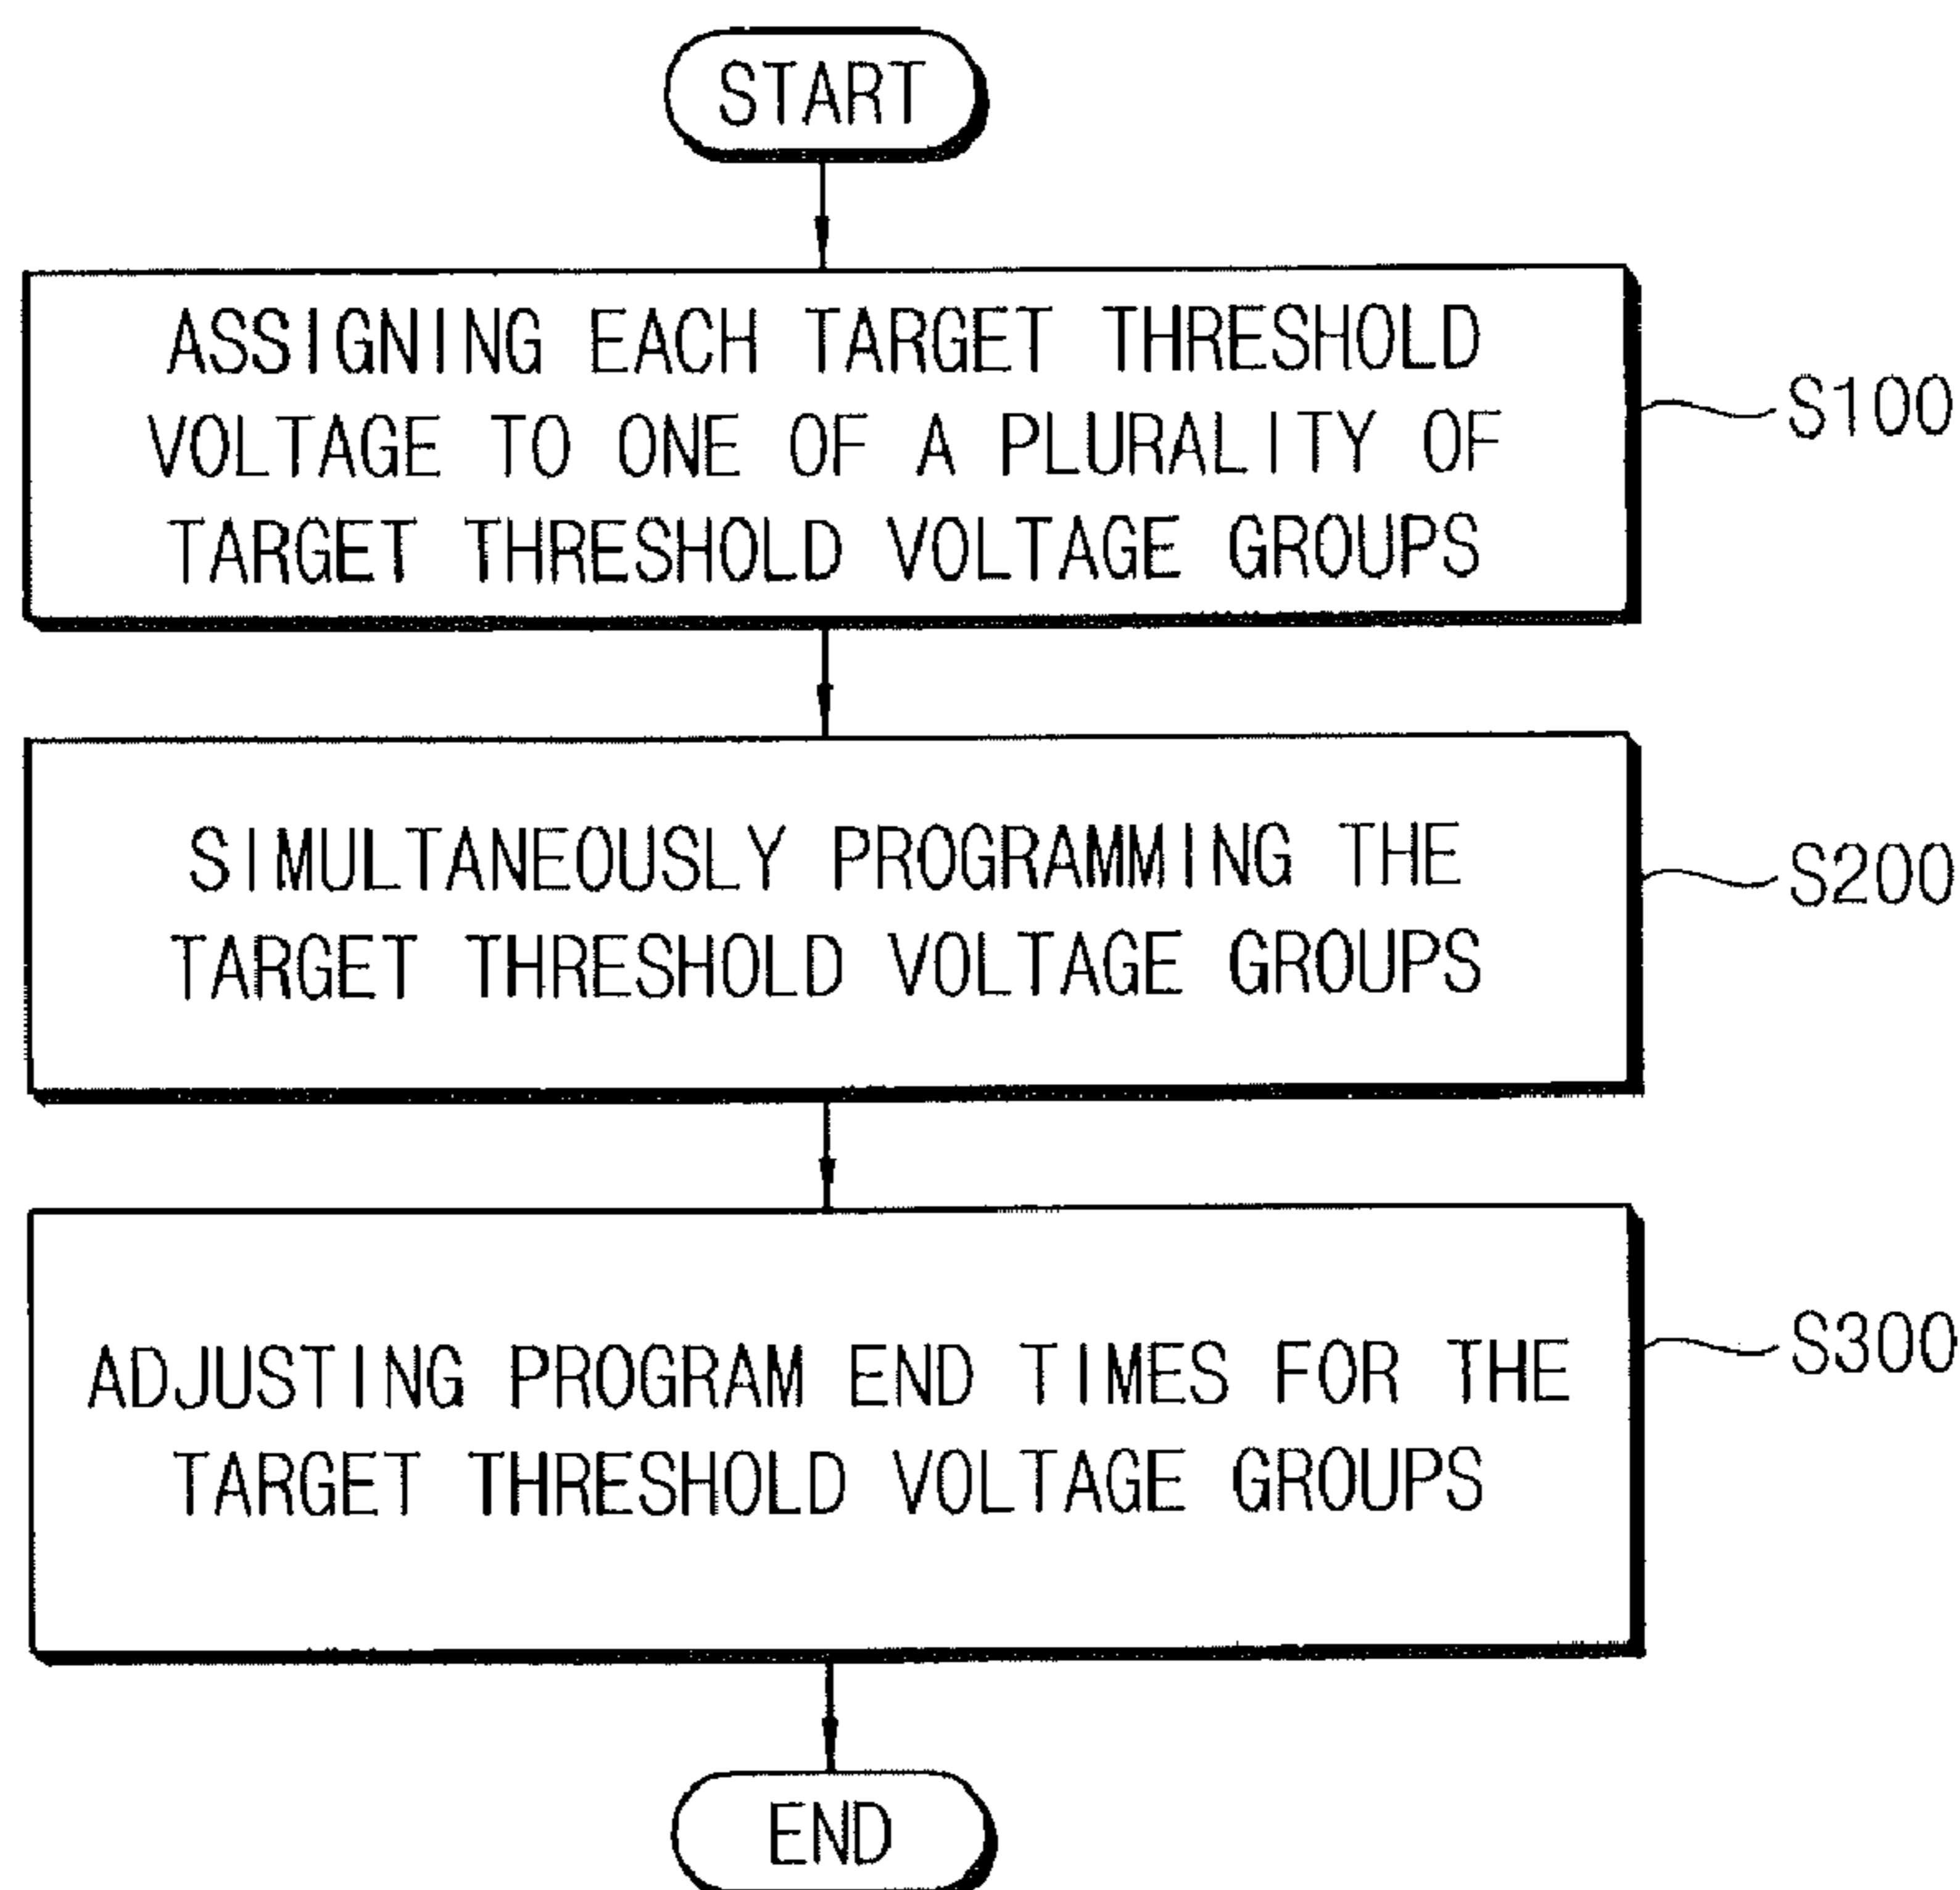 START
ASSIGNING EACH TARGET THRESHOLD
VOLTAGE TO ONE OF A PLURALITY OF
TARGET THRESHOLD VOLTAGE GROUPS
S100
SIMULTANEOUSLY PROGRAMMING THE
TARGET THRESHOLD VOLTAGE GROUPS
S200
ADJUSTING PROGRAM END TIMES FOR THE
TARGET THRESHOLD VOLTAGE GROUPS
S300
END